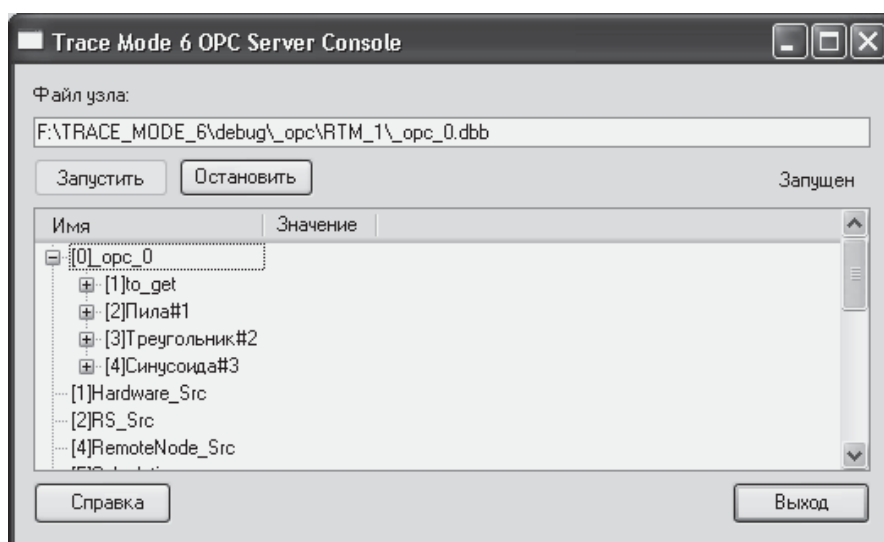 Trace Mode 6 OPC Server Console
Файл узла:
F:\TRACE_MODE_6\debug\_opc\RTM_1\_opc_0.dbb
Запустить Остановить Запущен
Имя Значение
[0]_opc_0
[1]to_get
[2]Пила#1
[3]Треугольник#2
[4]Синусоида#3
[1]Hardware_Src
[2]RS_Src
[4]RemoteNode_Src
Справка Выход